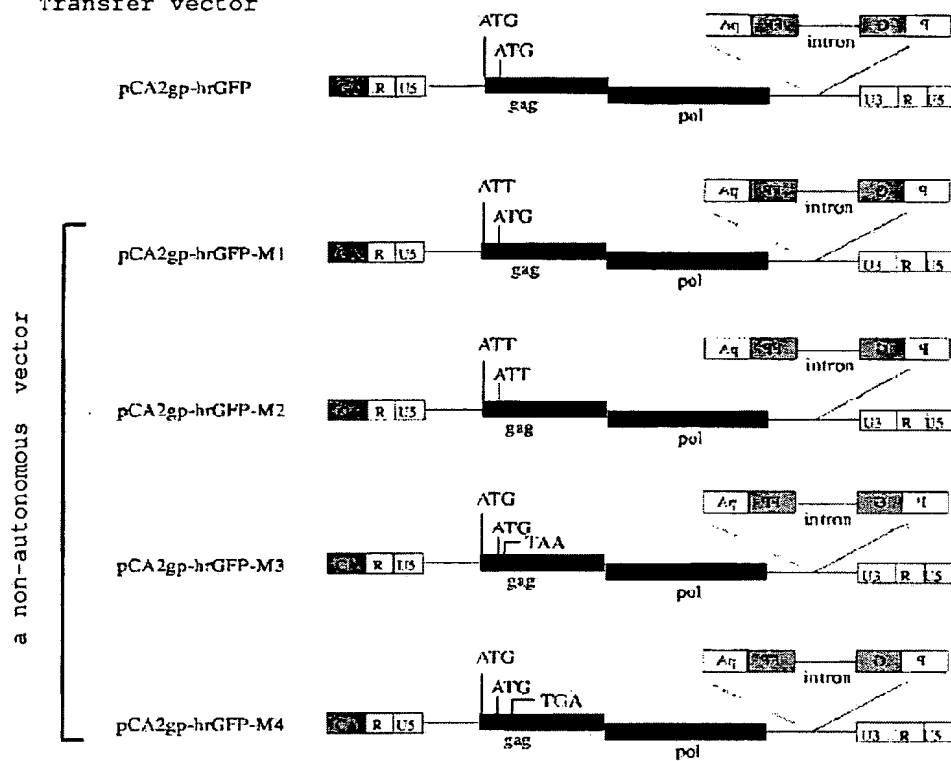 Transfer vector
ATG
ATG
intron
pCA2gp-hrGFP
R U5
gag
pol
U3 R U5
ATT
ATG
intron
pCA2gp-hrGFP-M1
R U5
gag
pol
U3 R U5
ATT
ATT
intron
pCA2gp-hrGFP-M2
R U5
gag
pol
U3 R U5
ATG
ATG
TAA
intron
pCA2gp-hrGFP-M3
R U5
gag
pol
U3 R U5
ATG
ATG
TGA
intron
pCA2gp-hrGFP-M4
CA R U5
gag
pol
U3 R U5
a non-autonomous vector